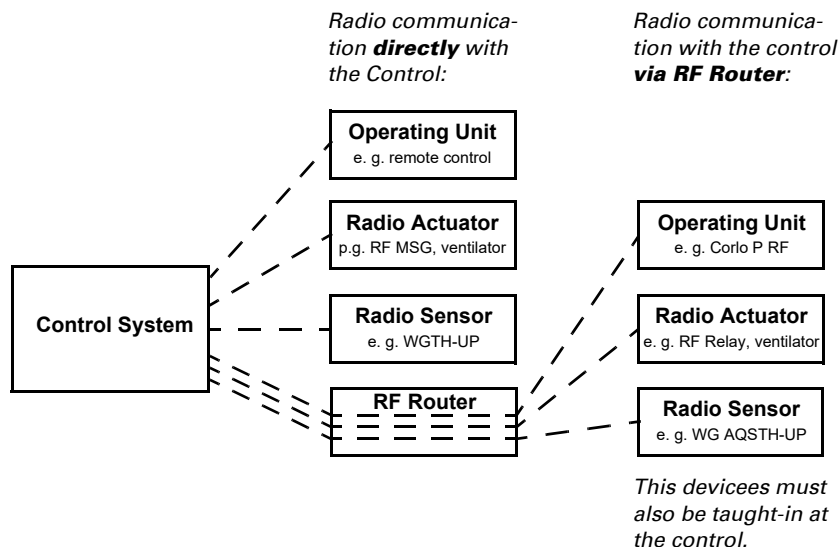 Radio communica-
tion directly with
the Control:
Radio communica-
tion with the control
via RF Router:
Operating Unit
e. g. remote control
Radio Actuator
p.g. RF MSG, ventilator
Control System
Radio Sensor
e. g. WGTH-UP
RF Router
Operating Unit
e. g. Corlo P RF
Radio Actuator
e.g. RF Relay, ventilator
Radio Sensor
e. g. WG AQSTH-UP
This devicees must
also be taught-in at
the control.